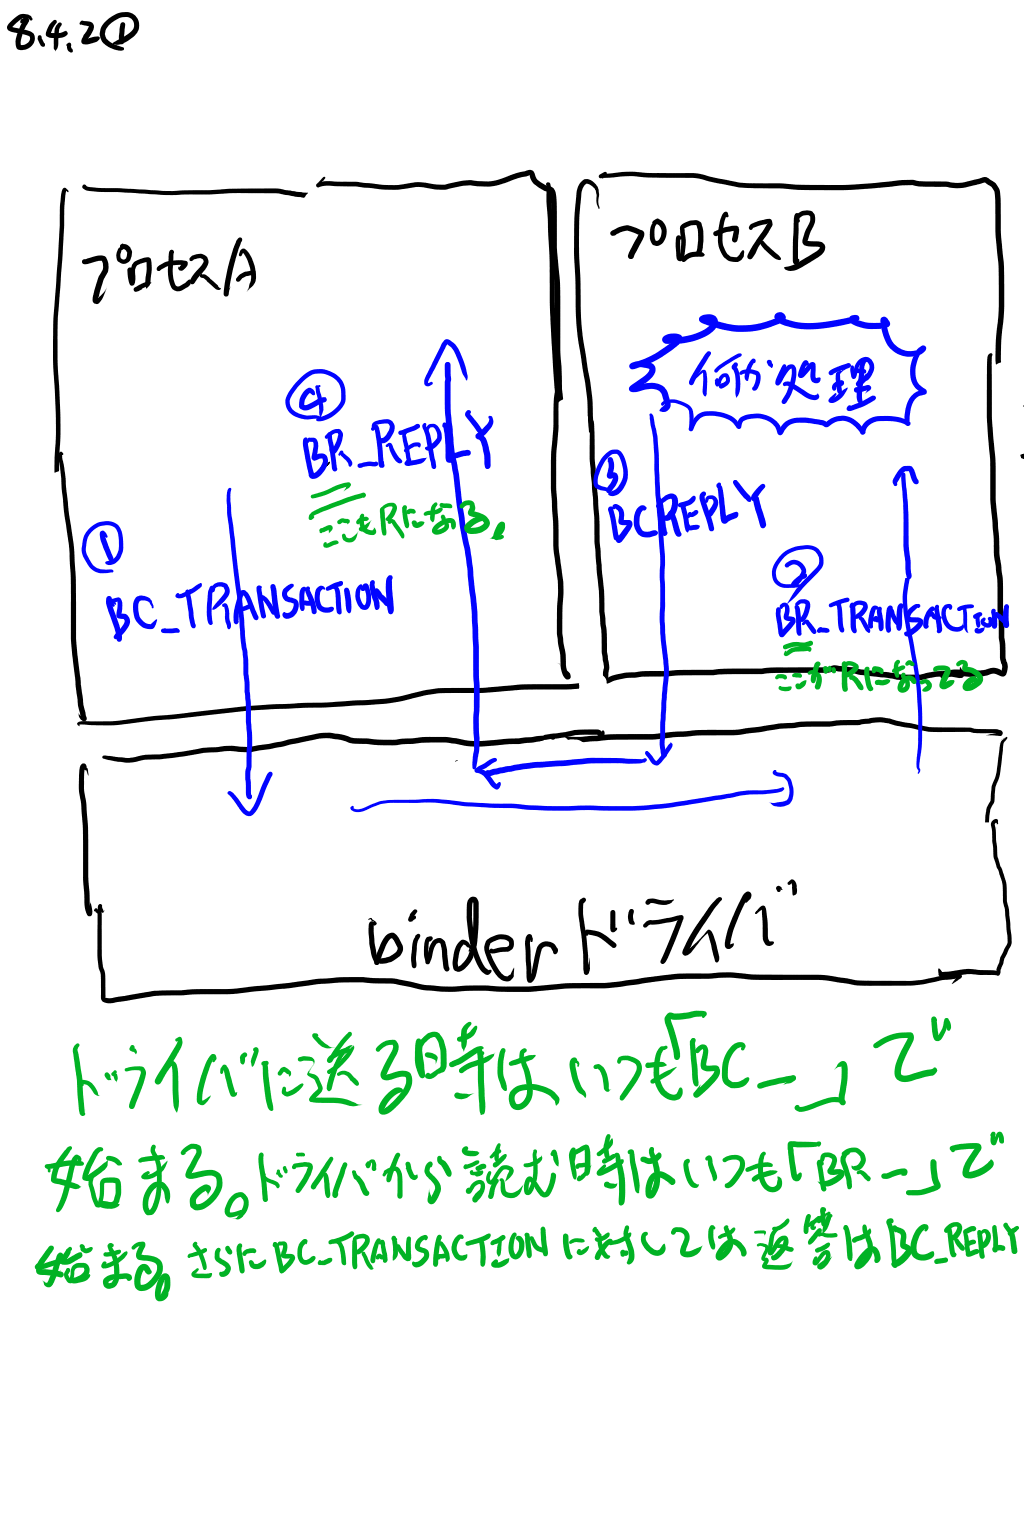 8.4.2①
プロセスA
プロセスB
何か処理
④
BR_REPLY
ここもRになる。
③
BCREPLY
①
BC_TRANSACTION
②
BR_TRANSACTION
ここがRになってる
binderドライバ
ドライバに送る時はいつも「BC_」で
始まる。ドライバから読む時はいつも「BR_」で
始まる。さらにBC_TRANSACTIONに対しては返答はBC_REPLY